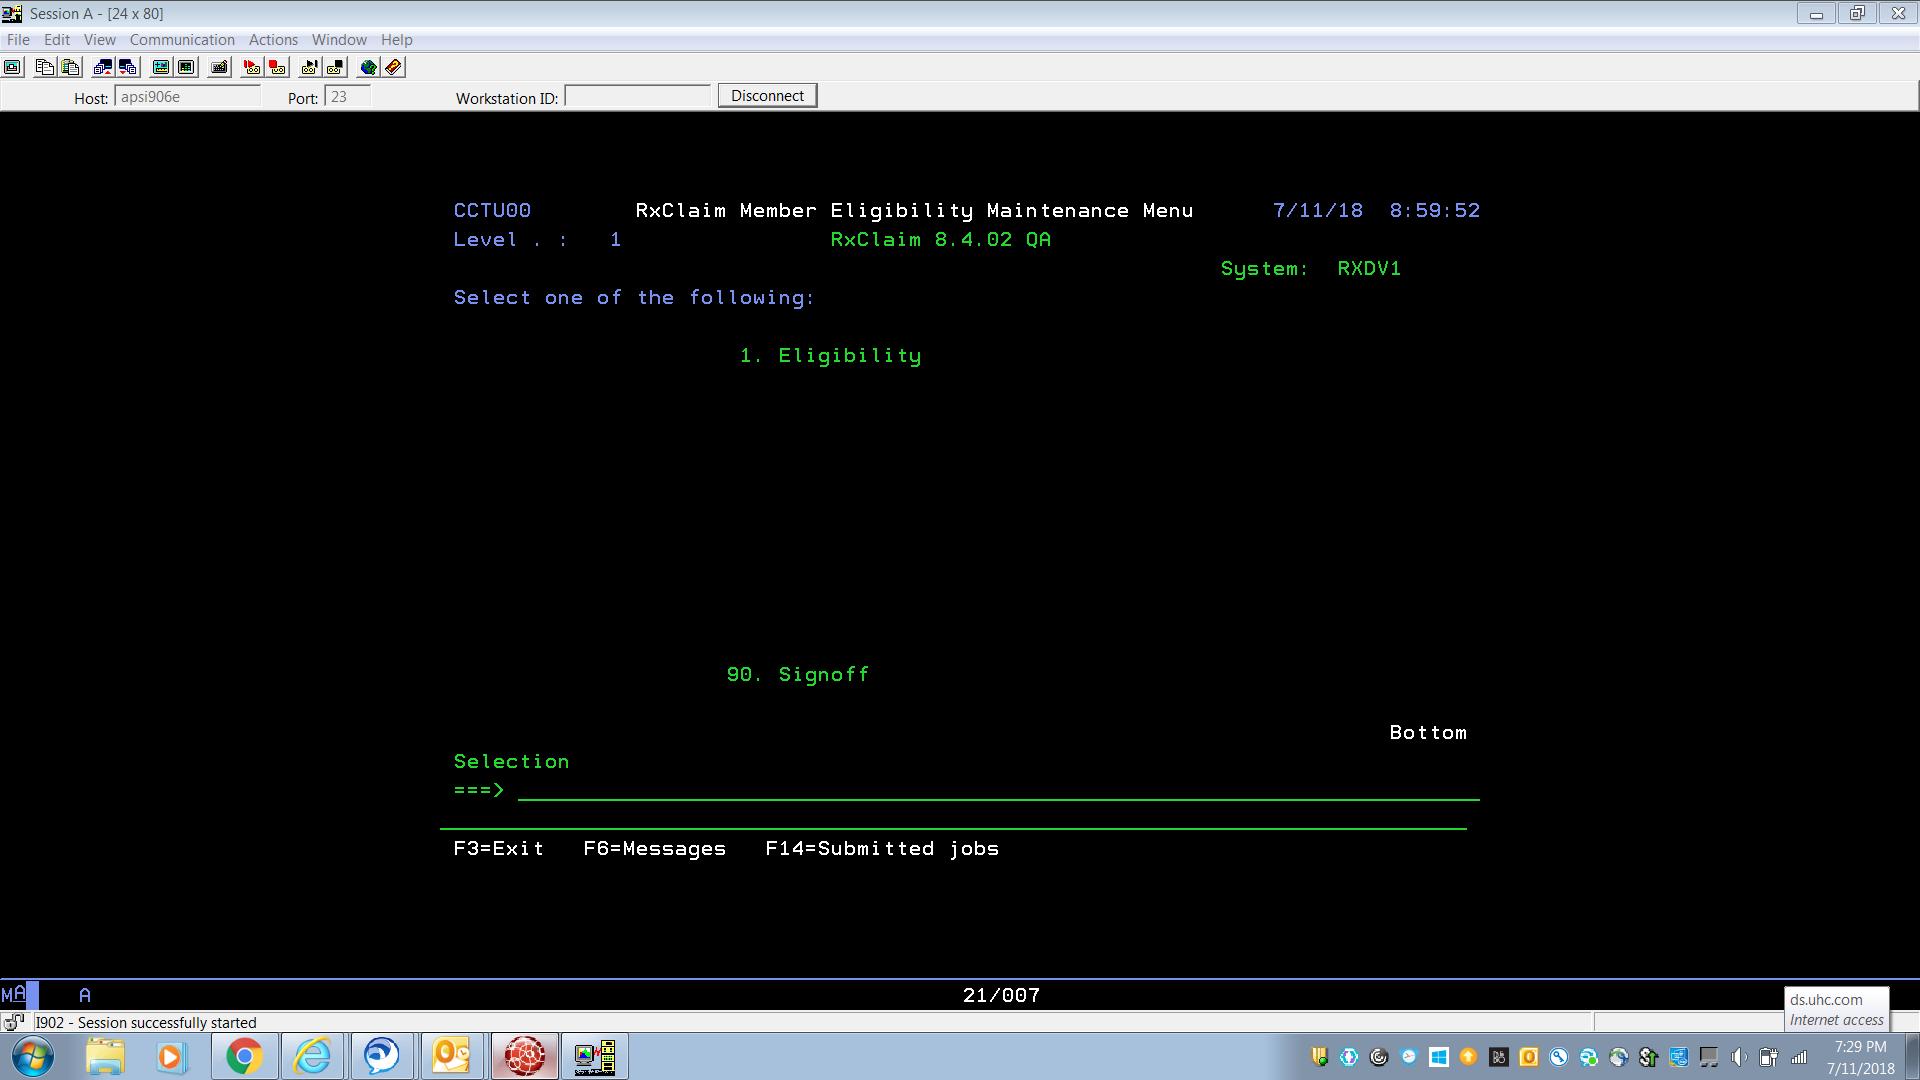 Session A - [24 x 80]
File Edit View Communication Actions Window Help
Host: apsi906e Port: 23 Workstation ID: Disconnect
CCTU00 RxClaim Member Eligibility Maintenance Menu 7/11/18 8:59:52
Level . : 1 RxClaim 8.4.02 QA
System: RXDV1
Select one of the following:
1. Eligibility
90. Signoff
Bottom
Selection
===>
F3=Exit F6=Messages F14=Submitted jobs
MA A 21/007
ds.uhc.com
Internet access
I902 - Session successfully started
7:29 PM
7/11/2018